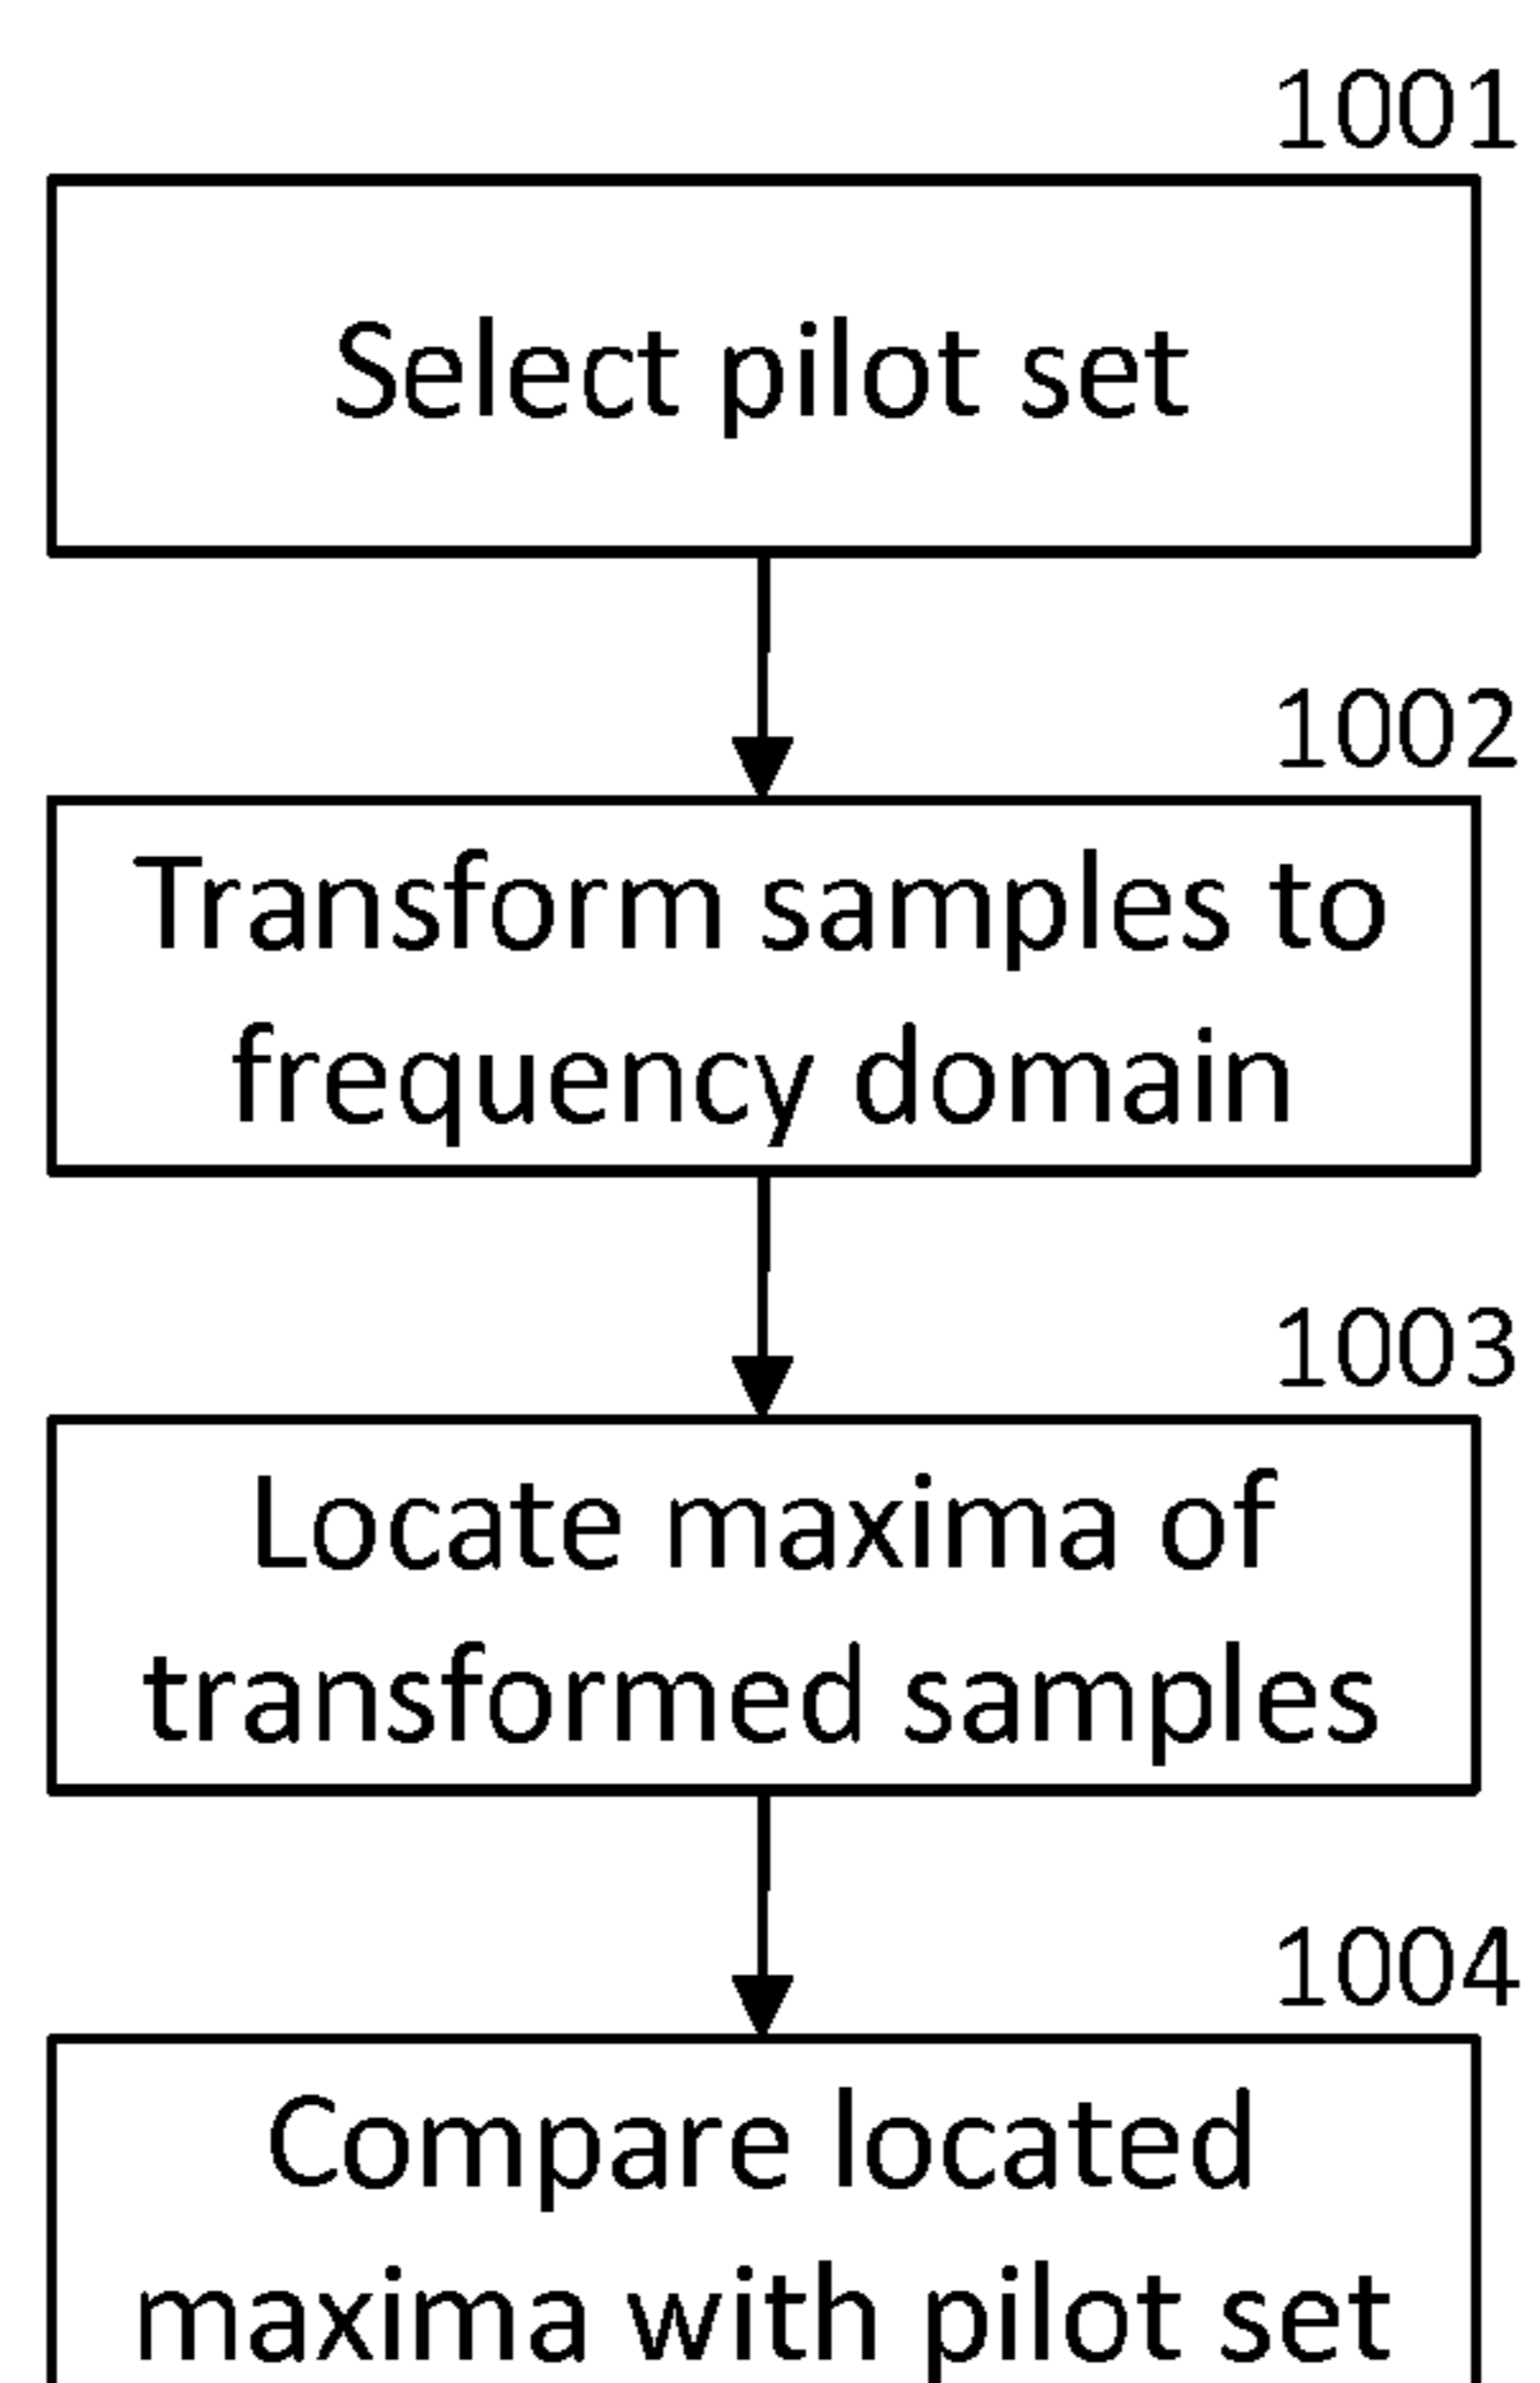 1001
Select pilot set
1002
Transform samples to
frequency domain
1003
Locate maxima of
transformed samples
1004
Compare located
maxima with pilot set